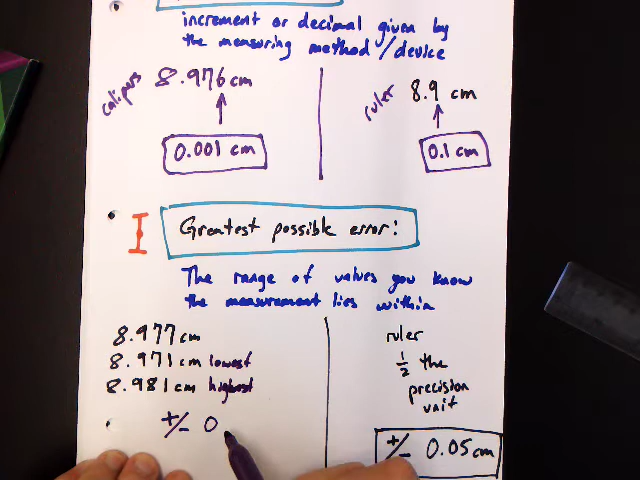 increment or decimal given by
the measuring method/device
calipers 8.976 cm
0.001 cm
ruler 8.9 cm
0.1 cm
I Greatest possible error:
The range of values you know
the measurement lies within
8.977 cm
8.971 cm lowest
8.981 cm highest
+/- 0
ruler
1/2 the
precision
unit
+/- 0.05 cm